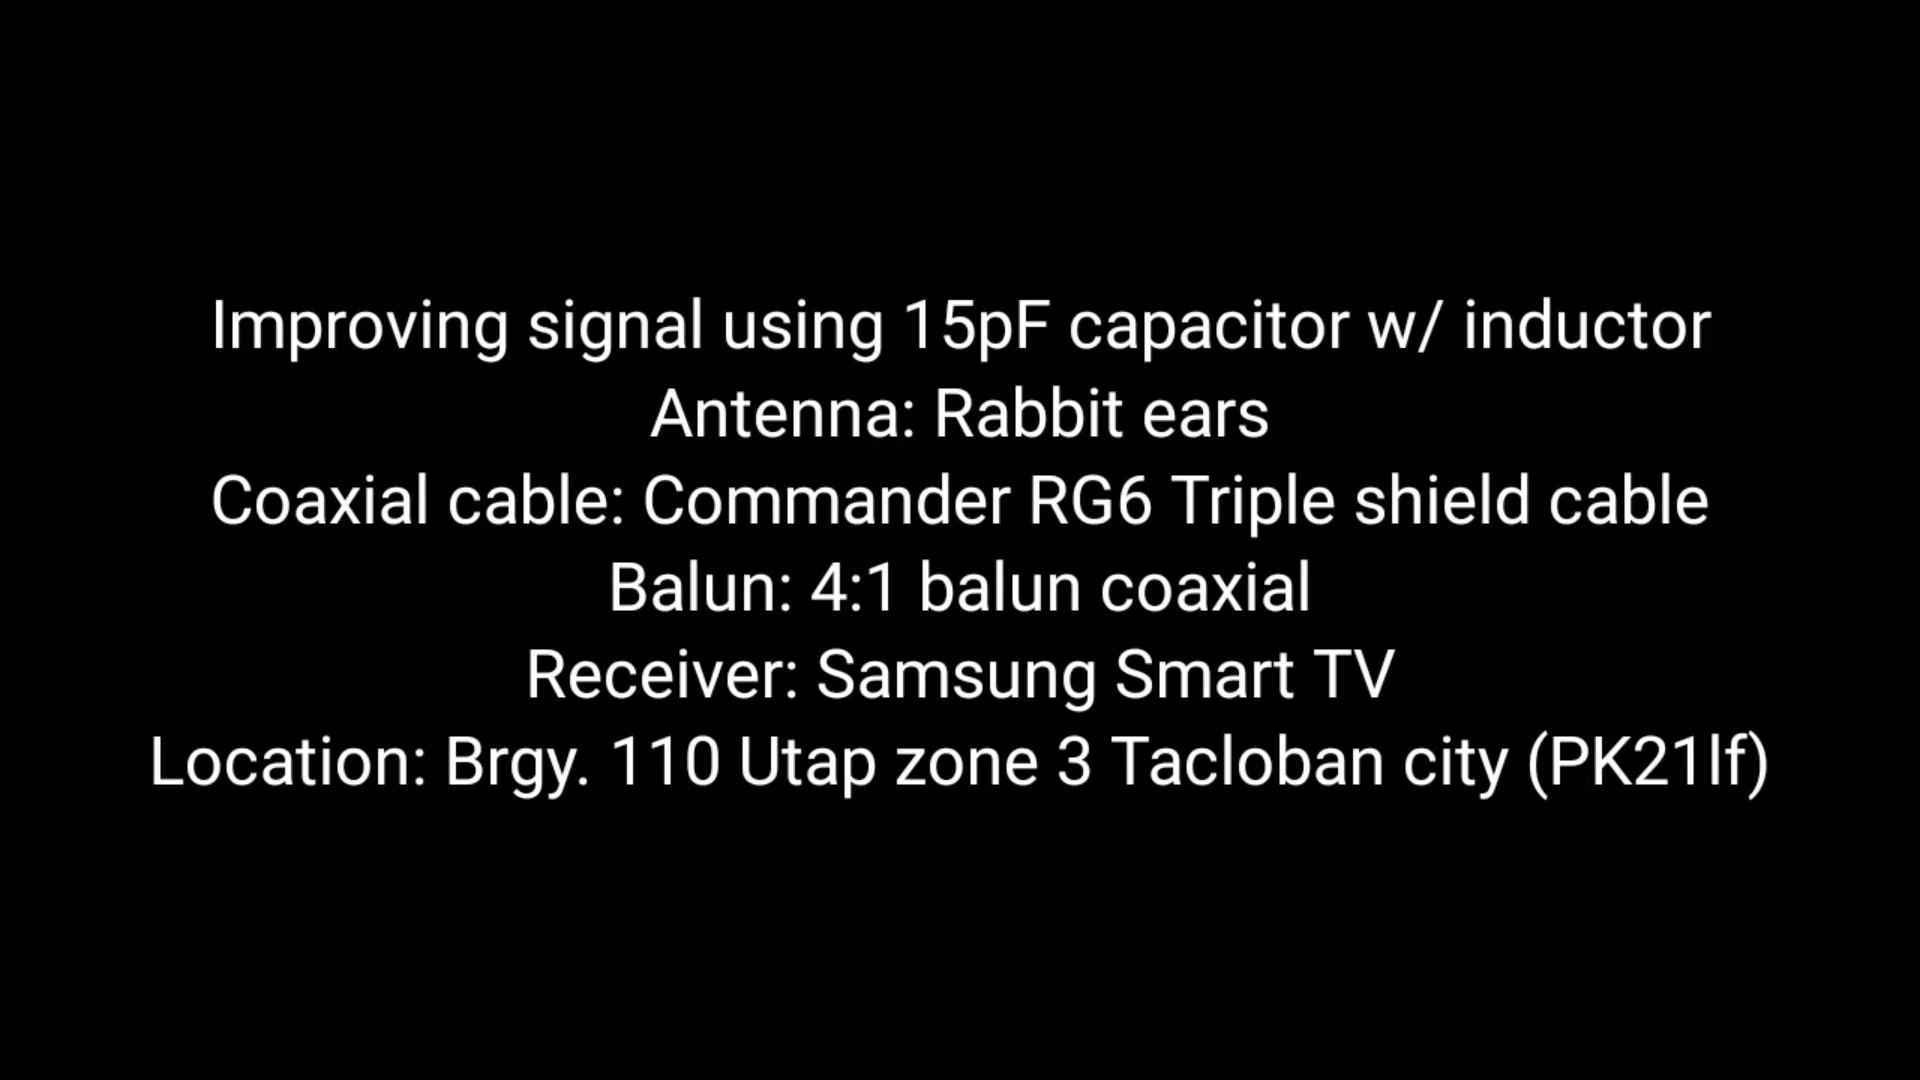 Improving signal using 15pF capacitor w/ inductor
Antenna: Rabbit ears
Coaxial cable: Commander RG6 Triple shield cable
Balun: 4:1 balun coaxial
Receiver: Samsung Smart TV
Location: Brgy. 110 Utap zone 3 Tacloban city (PK21lf)